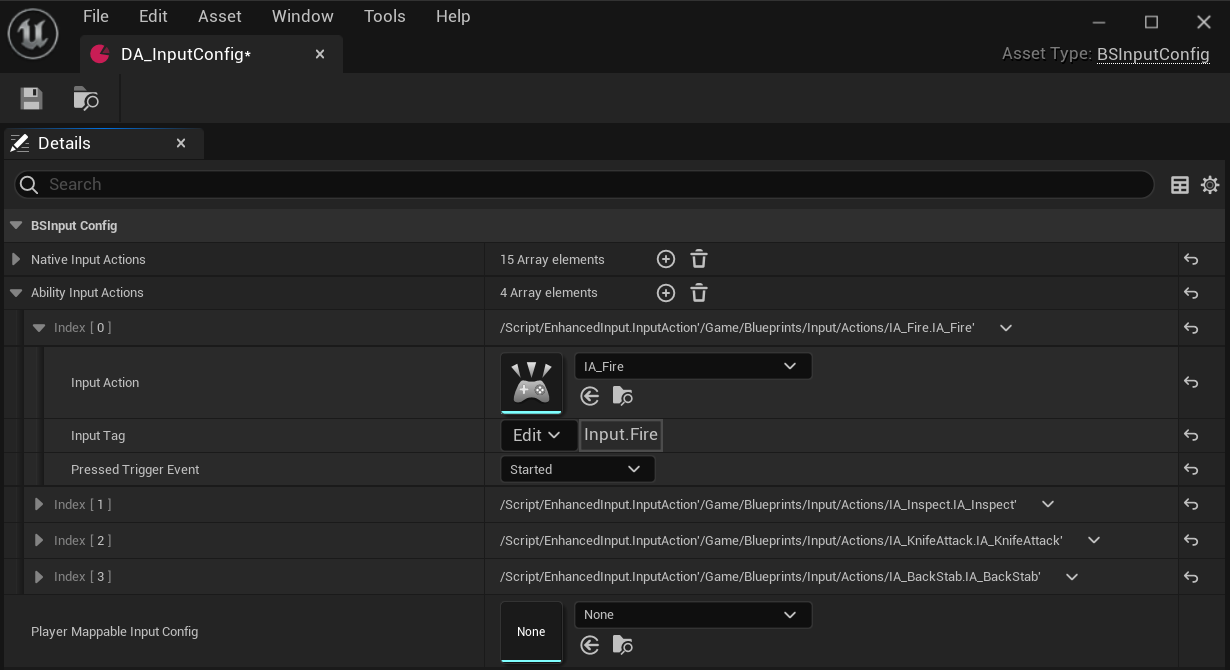 File Edit Asset Window Tools Help
DA_InputConfig*
Asset Type: BSInputConfig
Details
Search
BSInput Config
Native Input Actions 15 Array elements
Ability Input Actions 4 Array elements
Index [ 0 ] /Script/EnhancedInput.InputAction'/Game/Blueprints/Input/Actions/IA_Fire.IA_Fire'
Input Action IA_Fire
Input Tag Edit Input.Fire
Pressed Trigger Event Started
Index [ 1 ] /Script/EnhancedInput.InputAction'/Game/Blueprints/Input/Actions/IA_Inspect.IA_Inspect'
Index [ 2 ] /Script/EnhancedInput.InputAction'/Game/Blueprints/Input/Actions/IA_KnifeAttack.IA_KnifeAttack'
Index [ 3 ] /Script/EnhancedInput.InputAction'/Game/Blueprints/Input/Actions/IA_BackStab.IA_BackStab'
Player Mappable Input Config None None